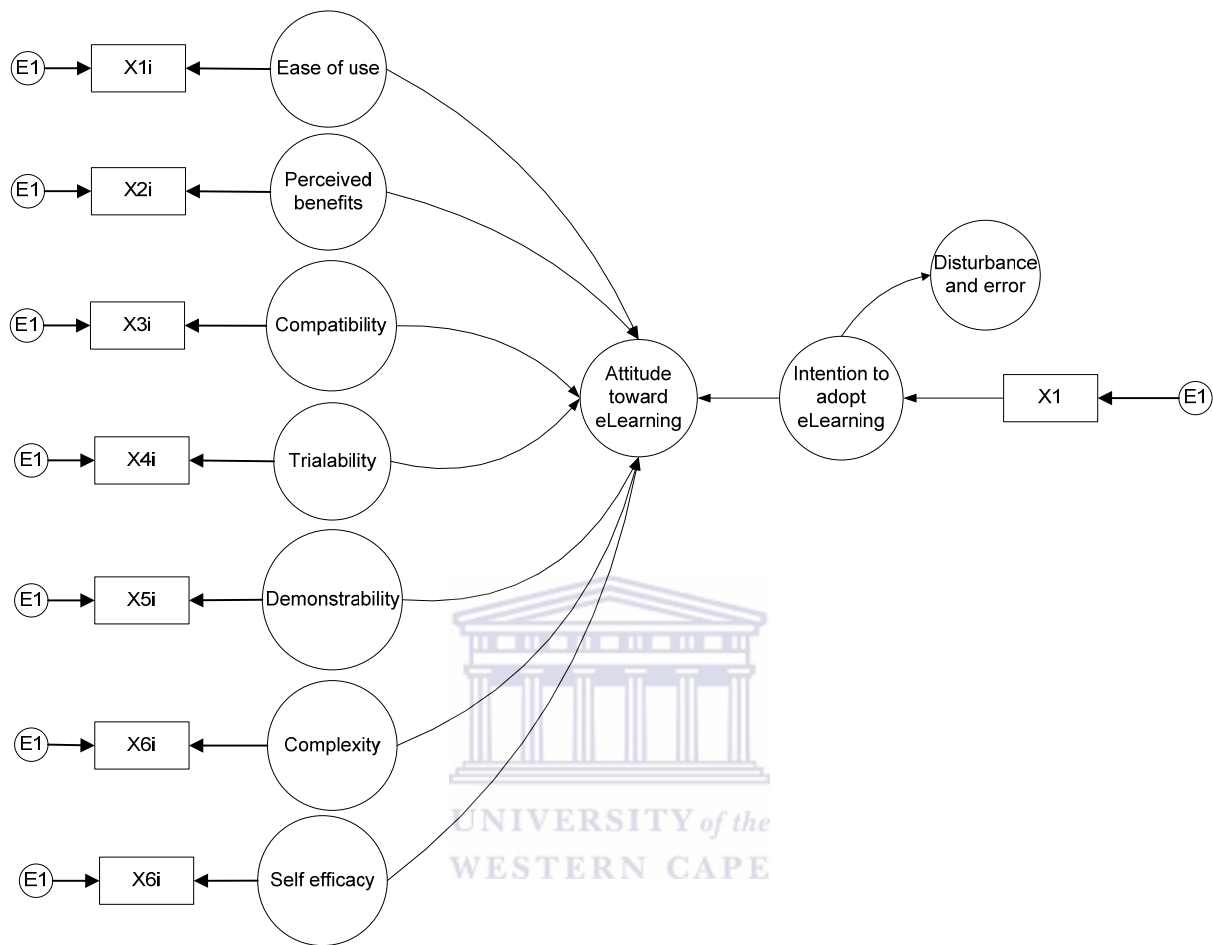 E1
X1i
Ease of use
E1
X2i
Perceived
benefits
E1
X3i
Compatibility
E1
X4i
Trialability
E1
X5i
Demonstrability
E1
X6i
Complexity
E1
X6i
Self efficacy
Attitude
toward
eLearning
Intention to
adopt
eLearning
Disturbance
and error
X1
E1
UNIVERSITY of the
WESTERN CAPE